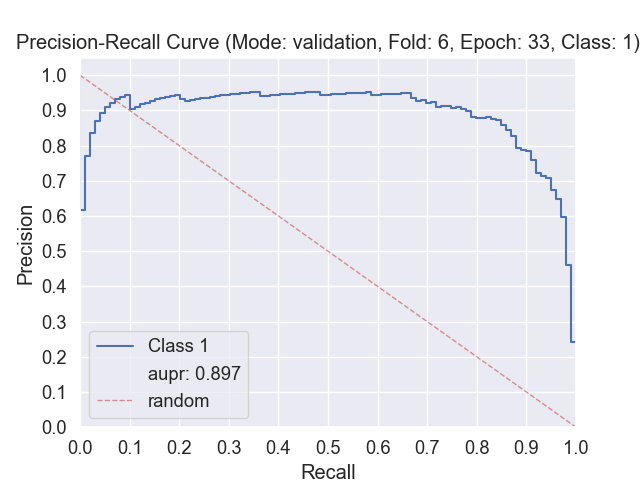 Precision-Recall Curve (Mode: validation, Fold: 6, Epoch: 33, Class: 1)
1.0
0.9
0.8
0.7
0.6
0.5
0.4
0.3
0.2
0.1
0.0
Precision
Class 1
aupr: 0.897
random
0.0 0.1 0.2 0.3 0.4 0.5 0.6 0.7 0.8 0.9 1.0
Recall